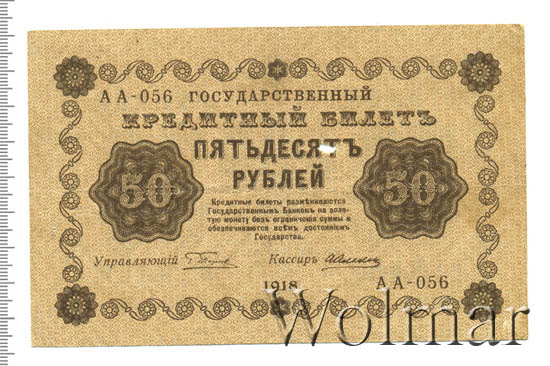 АА-056 ГОСУДАРСТВЕННЫЙ
КРЕДИТНЫЙ БИЛЕТЪ
ПЯТЬДЕСЯТЪ
РУБЛЕЙ
50
50
Кредитные билеты размѣниваются
Государственнымъ Банкомъ на золо-
тую монету безъ ограниченія суммы и
обезпечиваются всѣмъ достояніемъ
Государства.
Управляющій
Кассиръ
1918
АА-056
Wolmar